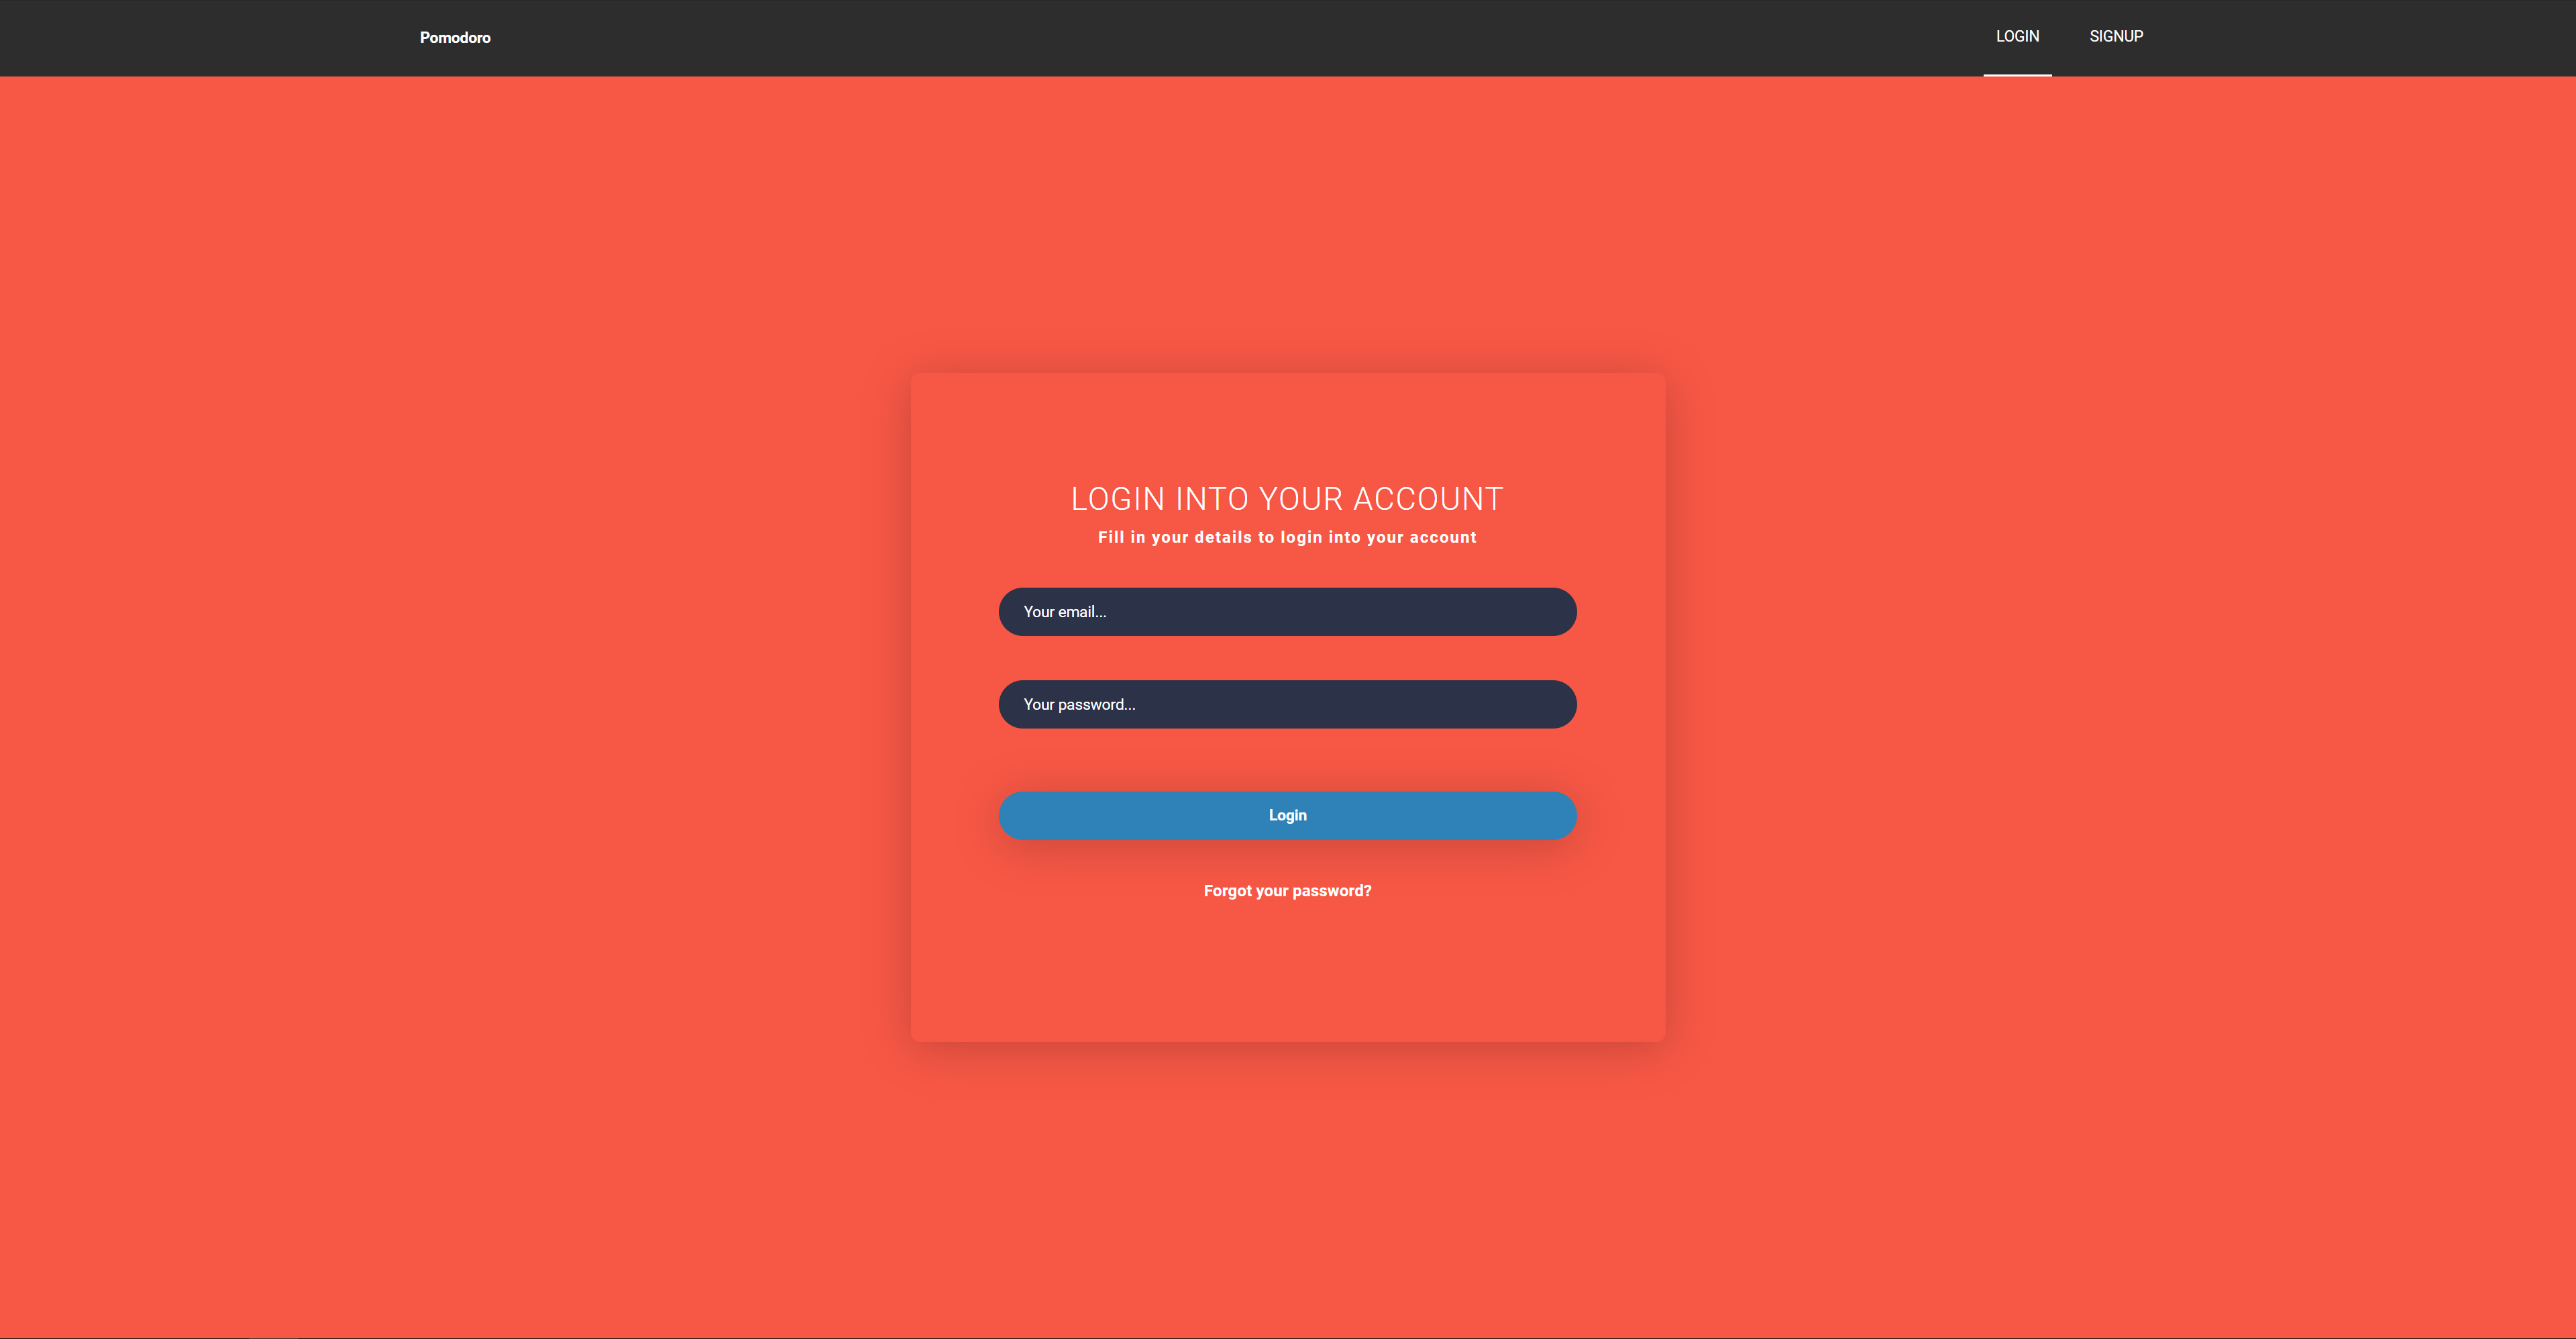 Pomodoro
LOGIN
SIGNUP
LOGIN INTO YOUR ACCOUNT
Fill in your details to login into your account
Your email...
Your password...
Login
Forgot your password?